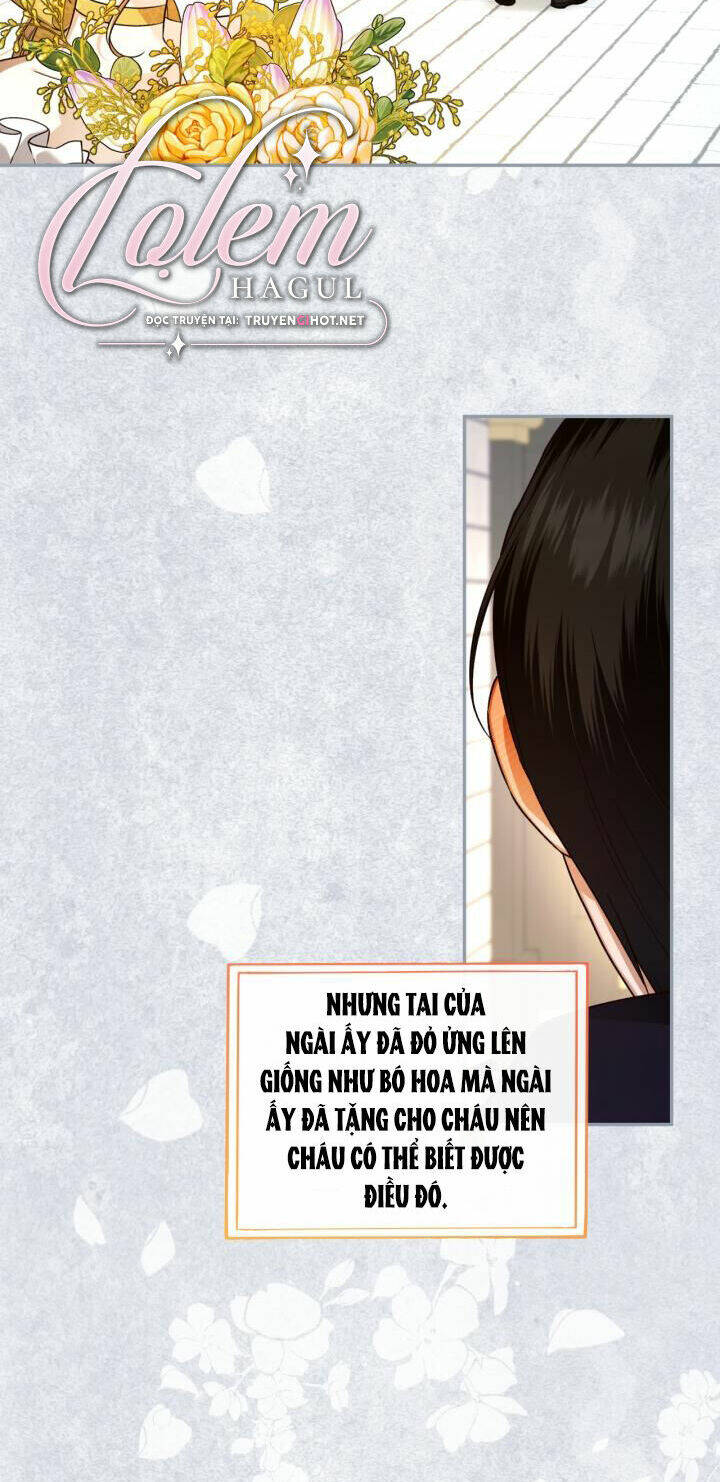 Lọlem
HAGUL
ĐỌC TRUYỆN TẠI: TRUYENGIHOT.NET
NHƯNG TAI CỦA
NGÀI ẤY ĐÃ ĐỎ ỬNG LÊN
GIỐNG NHƯ BÓ HOA MÀ NGÀI
ẤY ĐÃ TẶNG CHO CHÁU NÊN
CHÁU CÓ THỂ BIẾT ĐƯỢC
ĐIỀU ĐÓ.